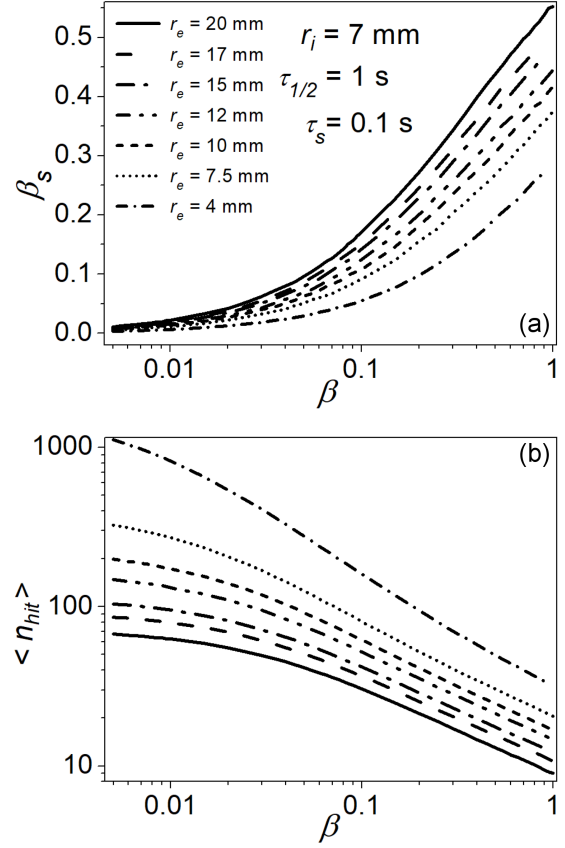 0.5
0.4
0.3
0.2
0.1
0.0
βs
r_e = 20 mm
r_e = 17 mm
r_e = 15 mm
r_e = 12 mm
r_e = 10 mm
r_e = 7.5 mm
r_e = 4 mm
r_i = 7 mm
τ_1/2 = 1 s
τ_s = 0.1 s
(a)
0.01 0.1 1
β
(b)
1000
100
10
< n_hit >
0.01 0.1 1
β